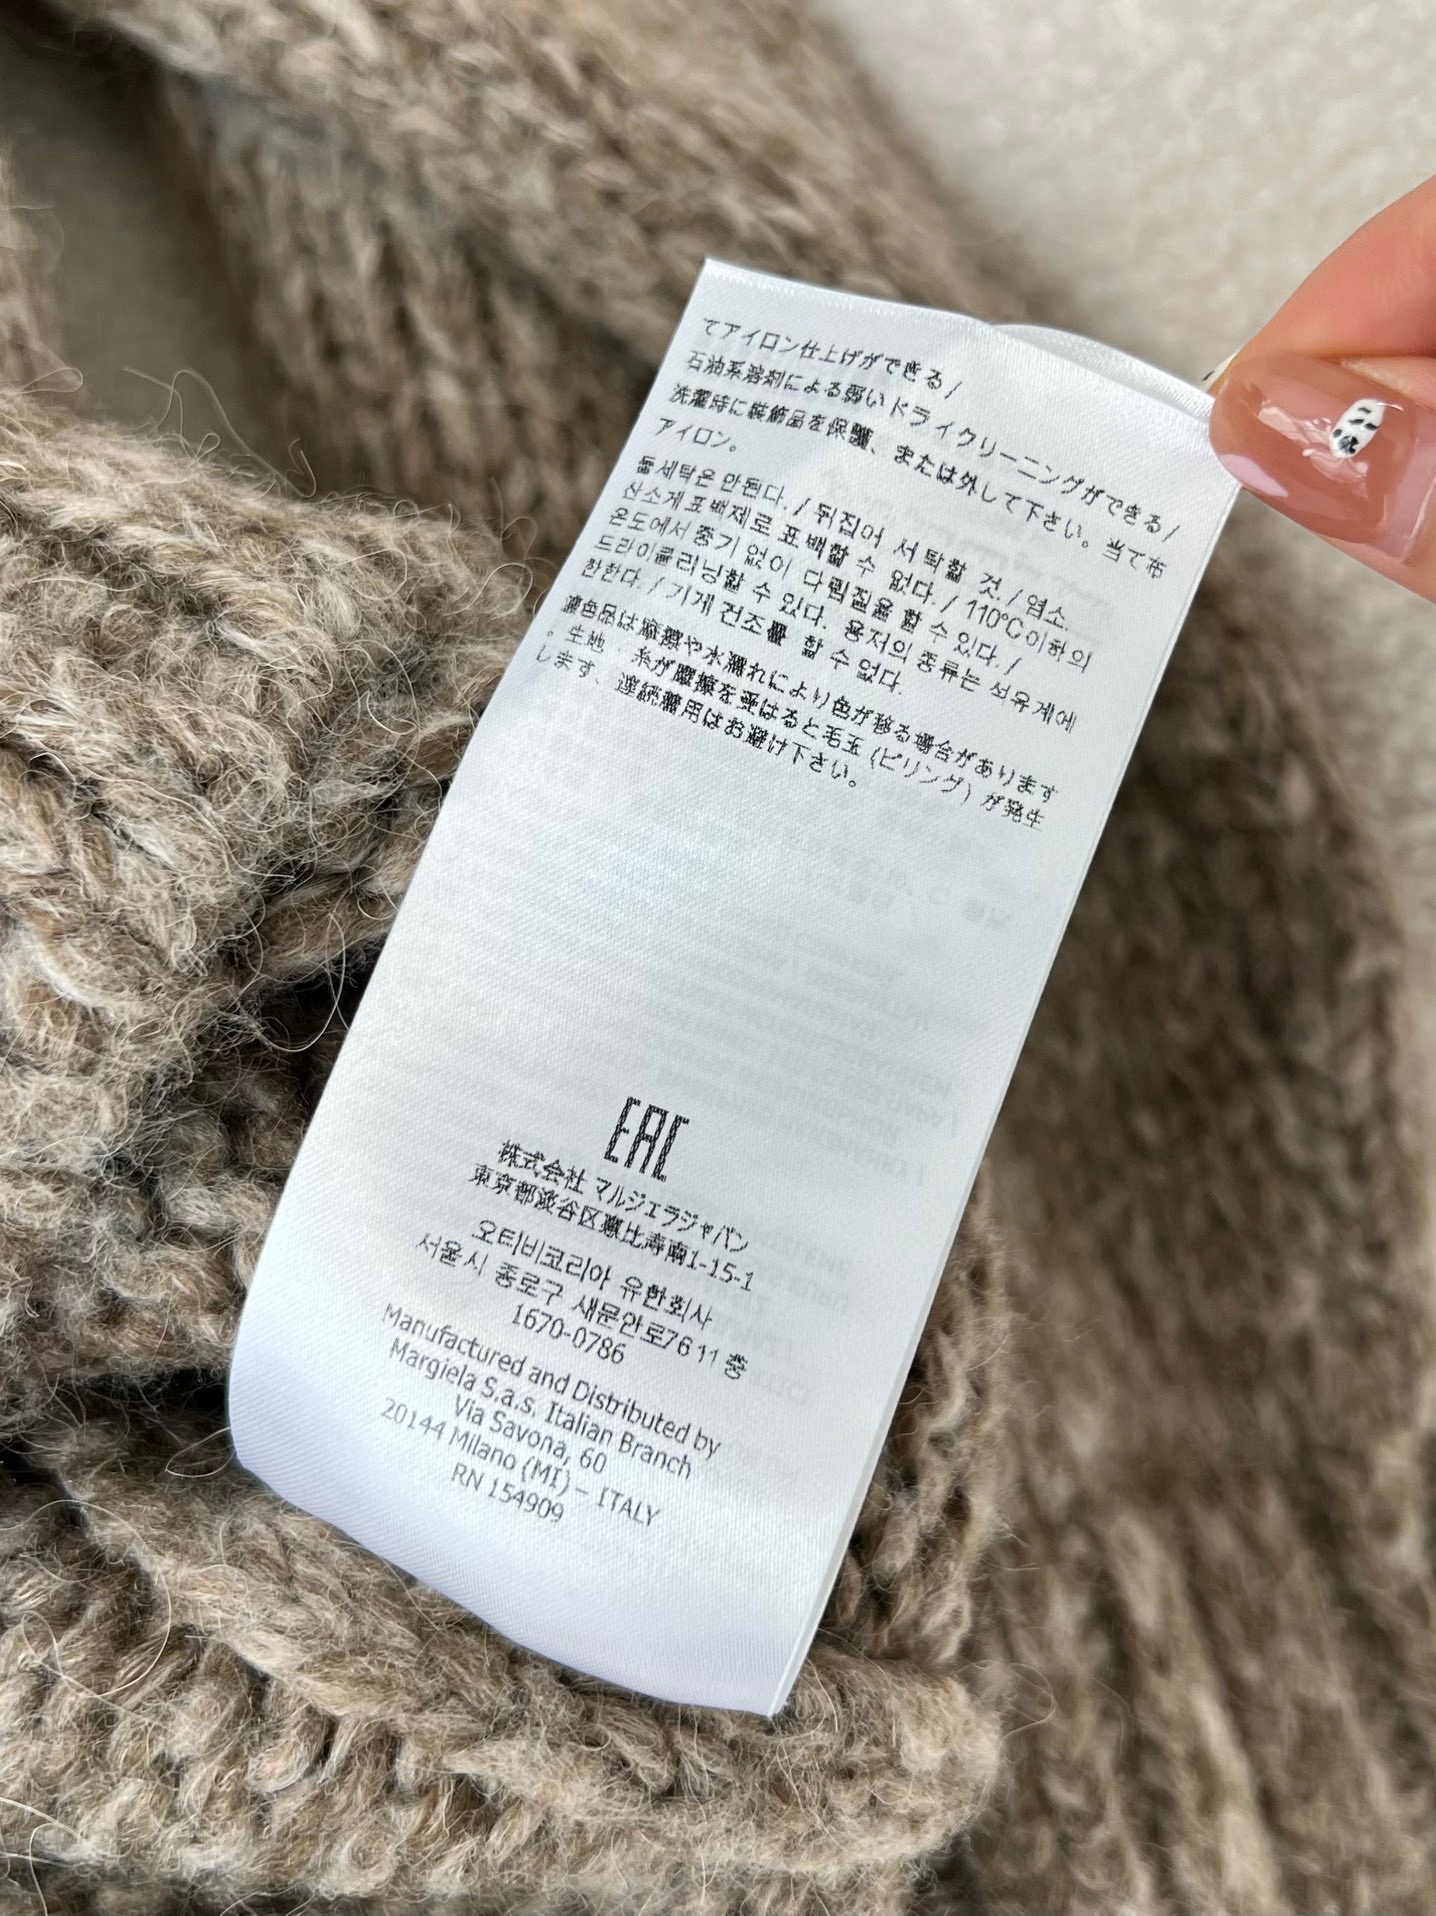 てアイロン仕上げができる /
石油系溶剤による弱いドライクリーニングができる /
洗濯時に装飾品を保護、または外して下さい。当て布
アイロン。
물세탁은 안된다. / 뒤집어 서탁할 것. / 염소.
산소게 표백제로 표백할 수 없다. / 110°C이하의
온도에서 중기 없이 다림질을 할 수 있다. /
드라이클리닝할 수 있다. 용저의 종류는 석유게에
한한다. / 기게 건조를 할 수 없다.
濃色品は摩擦や水濡れにより色が移る場合があります
。生地・糸が摩擦を受けると毛玉 (ピリング) が発生
します、連続着用はお避け下さい。
EAC
株式会社 マルジェラジャパン
東京都渋谷区恵比寿南1-15-1
오티비코리아 유한회사
서울시 종로구 새문안로76 11 층
1670-0786
Manufactured and Distributed by
Margiela S.a.s. Italian Branch
Via Savona, 60
20144 Milano (MI) – ITALY
RN 154909